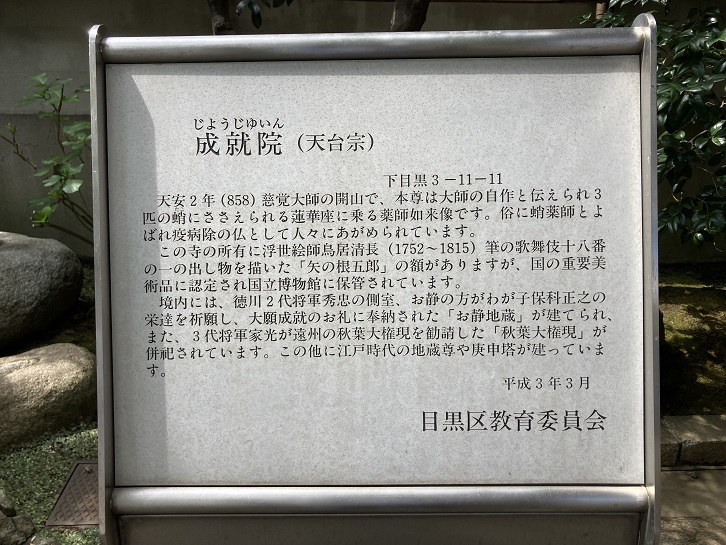 じようじゆいん
成就院（天台宗）
下目黒３－11－11
天安２年（858）慈覚大師の開山で、本尊は大師の自作と伝えられ３
匹の蛸にささえられる蓮華座に乗る薬師如来像です。俗に蛸薬師とよ
ばれ疫病除の仏として人々にあがめられています。
この寺の所有に浮世絵師鳥居清長（1752～1815）筆の歌舞伎十八番
の一の出し物を描いた「矢の根五郎」の額がありますが、国の重要美
術品に認定され国立博物館に保管されています。
境内には、徳川２代将軍秀忠の側室、お静の方がわが子保科正之の
栄達を祈願し、大願成就のお礼に奉納された「お静地蔵」が建てられ、
また、３代将軍家光が遠州の秋葉大権現を勧請した「秋葉大権現」が
併祀されています。この他に江戸時代の地蔵尊や庚申塔が建っていま
す。
平成３年３月
目黒区教育委員会